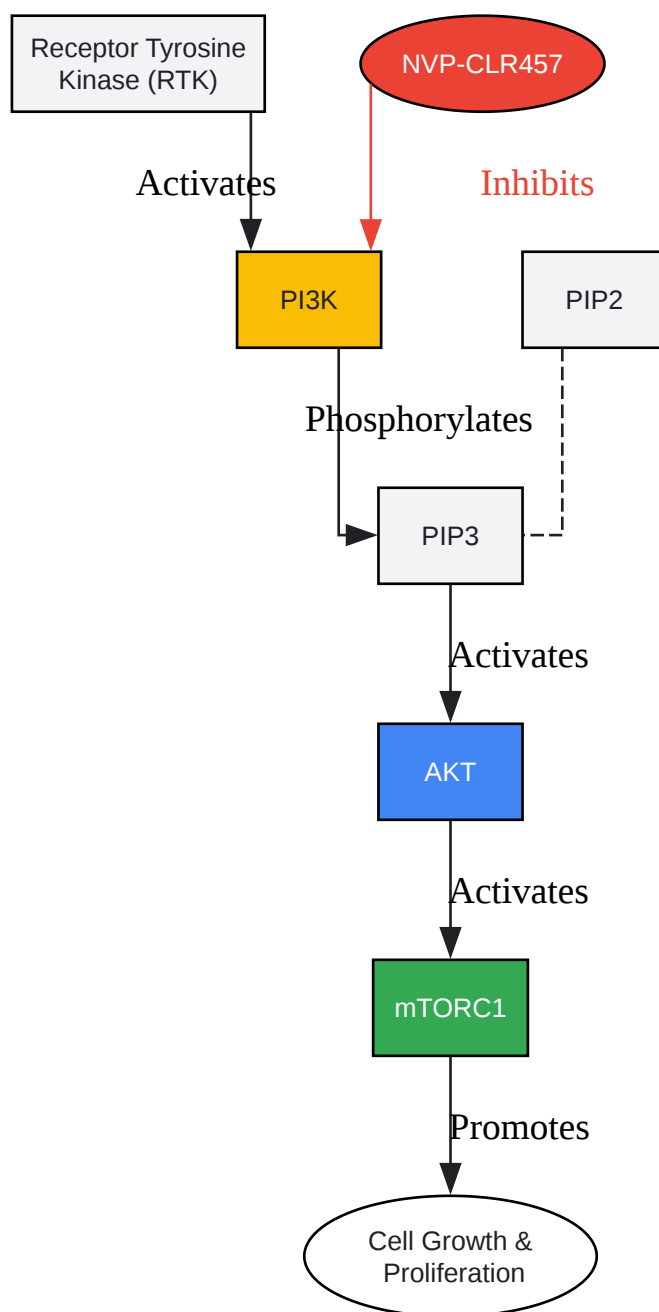 Receptor Tyrosine
Kinase (RTK)
NVP-CLR457
Activates
Inhibits
PI3K
PIP2
Phosphorylates
PIP3
Activates
AKT
Activates
mTORC1
Promotes
Cell Growth &
Proliferation